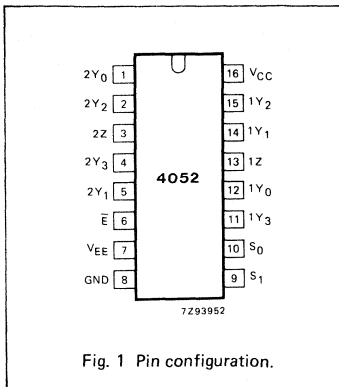 2Y0 1 16 VCC
2Y2 2 15 1Y2
2Z 3 14 1Y1
2Y3 4 13 1Z
4052
2Y1 5 12 1Y0
E̅ 6 11 1Y3
VEE 7 10 S0
GND 8 9 S1
7Z93952
Fig. 1 Pin configuration.